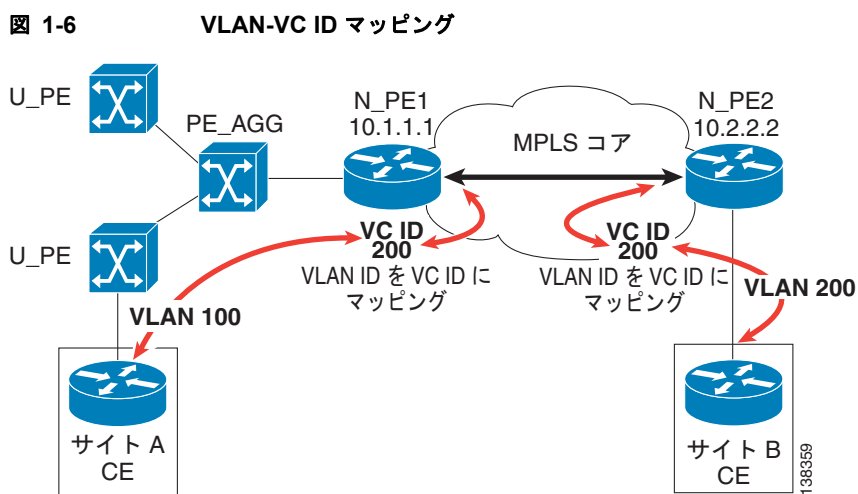 図 1-6 VLAN-VC ID マッピング
U_PE
PE_AGG
N_PE1
10.1.1.1
MPLS コア
N_PE2
10.2.2.2
U_PE
VC ID
200
VLAN ID を VC ID に
マッピング
VC ID
200
VLAN ID を VC ID に
マッピング
VLAN 100
VLAN 200
サイト A
CE
サイト B
CE
138359